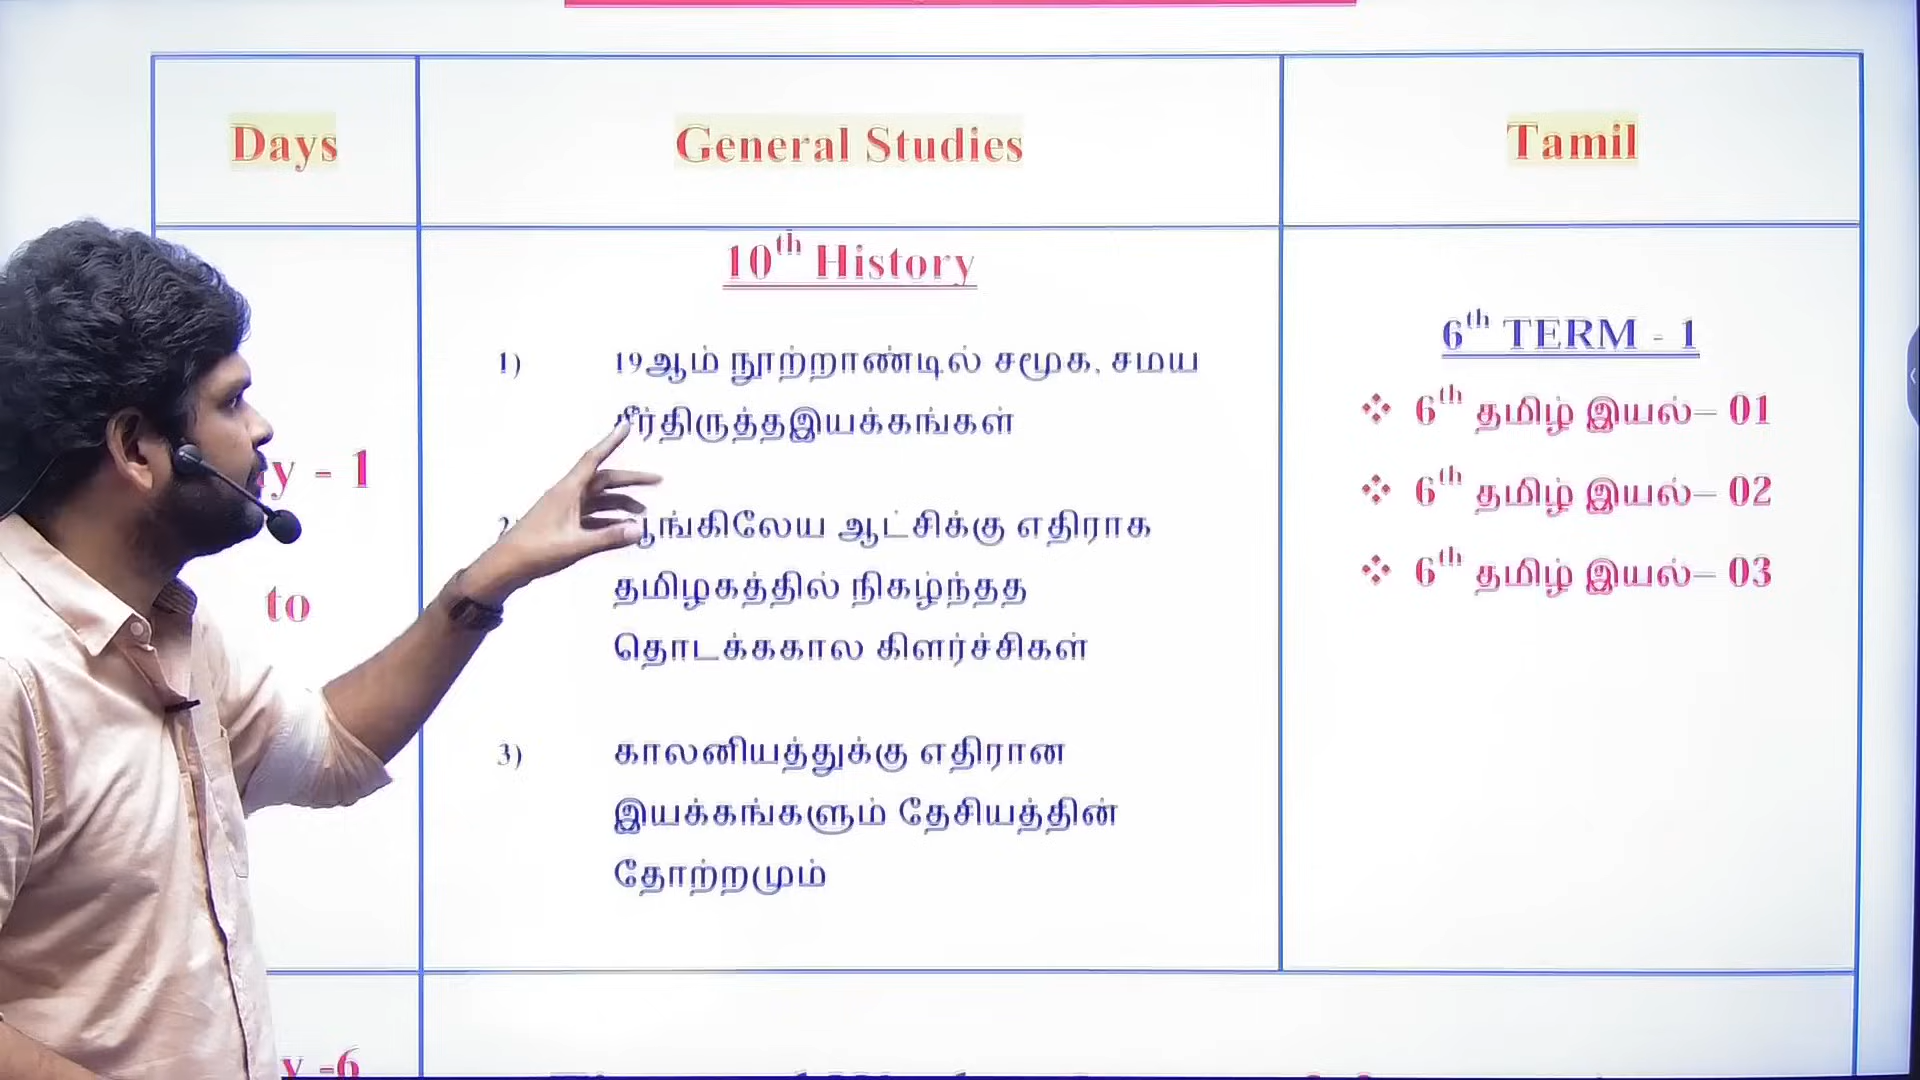 Days
General Studies
Tamil
- 1
to
10th History
1) 19ஆம் நூற்றாண்டில் சமூக, சமய
சீர்திருத்தஇயக்கங்கள்
ஆட்சிக்கு எதிராக
தமிழகத்தில் நிகழ்ந்தத
தொடக்ககால கிளர்ச்சிகள்
3) காலனியத்துக்கு எதிரான
இயக்கங்களும் தேசியத்தின்
தோற்றமும்
6th TERM - 1
❖ 6th தமிழ் இயல்– 01
❖ 6th தமிழ் இயல்– 02
❖ 6th தமிழ் இயல்– 03
-6